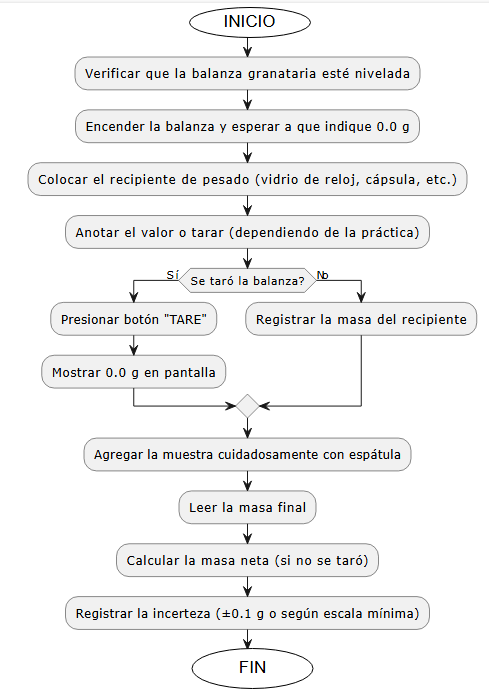 INICIO
Verificar que la balanza granataria esté nivelada
Encender la balanza y esperar a que indique 0.0 g
Colocar el recipiente de pesado (vidrio de reloj, cápsula, etc.)
Anotar el valor o tarar (dependiendo de la práctica)
Se taró la balanza?
Sí
No
Presionar botón "TARE"
Registrar la masa del recipiente
Mostrar 0.0 g en pantalla
Agregar la muestra cuidadosamente con espátula
Leer la masa final
Calcular la masa neta (si no se taró)
Registrar la incerteza (±0.1 g o según escala mínima)
FIN